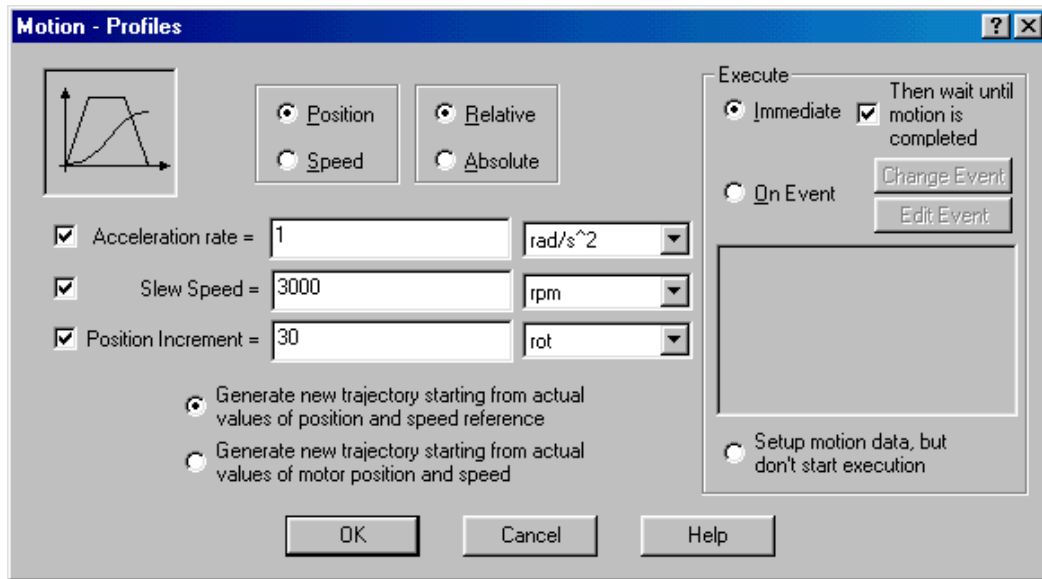 Motion - Profiles
Position
Speed
Relative
Absolute
Execute
Immediate
Then wait until
motion is
completed
On Event
Change Event
Edit Event
Acceleration rate =
1
rad/s^2
Slew Speed =
3000
rpm
Position Increment =
30
rot
Generate new trajectory starting from actual
values of position and speed reference
Generate new trajectory starting from actual
values of motor position and speed
Setup motion data, but
don't start execution
OK
Cancel
Help